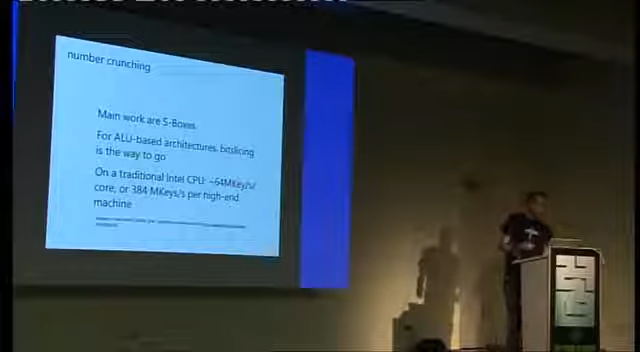 number crunching
Main work are S-Boxes.
For ALU-based architectures, bitslicing
is the way to go
On a traditional Intel CPU: ~64MKey/s/
core, or 384 MKeys/s per high-end
machine